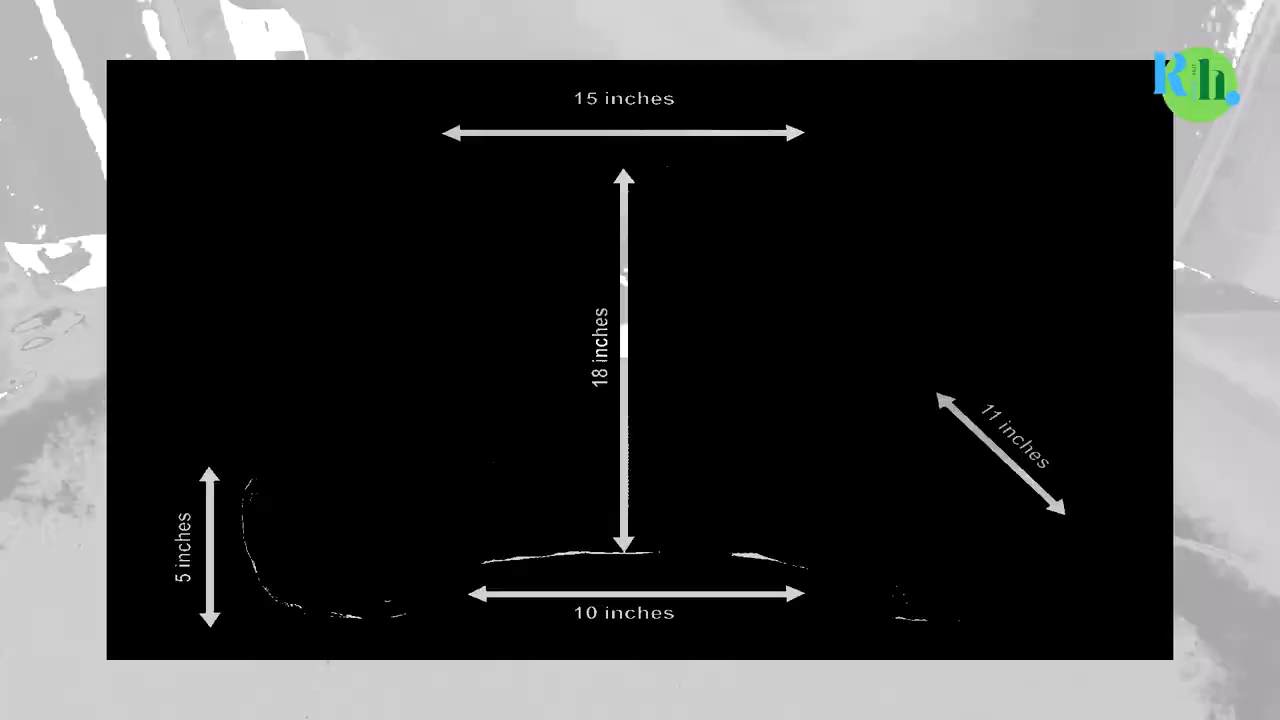 15 inches
18 inches
11 inches
5 inches
10 inches
R h.